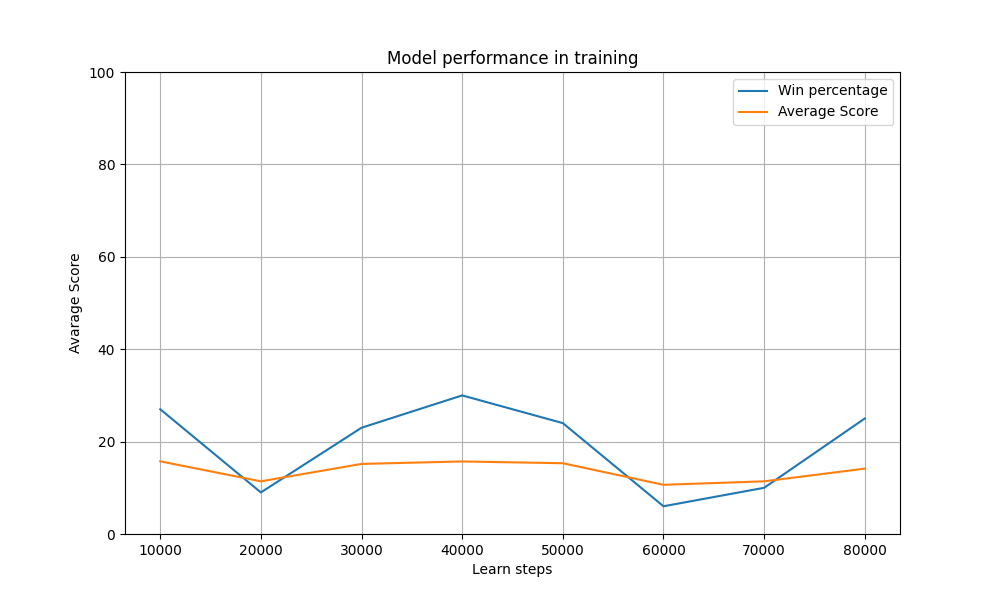 Model performance in training
100
80
60
40
20
0
Avarage Score
Win percentage
Average Score
10000 20000 30000 40000 50000 60000 70000 80000
Learn steps